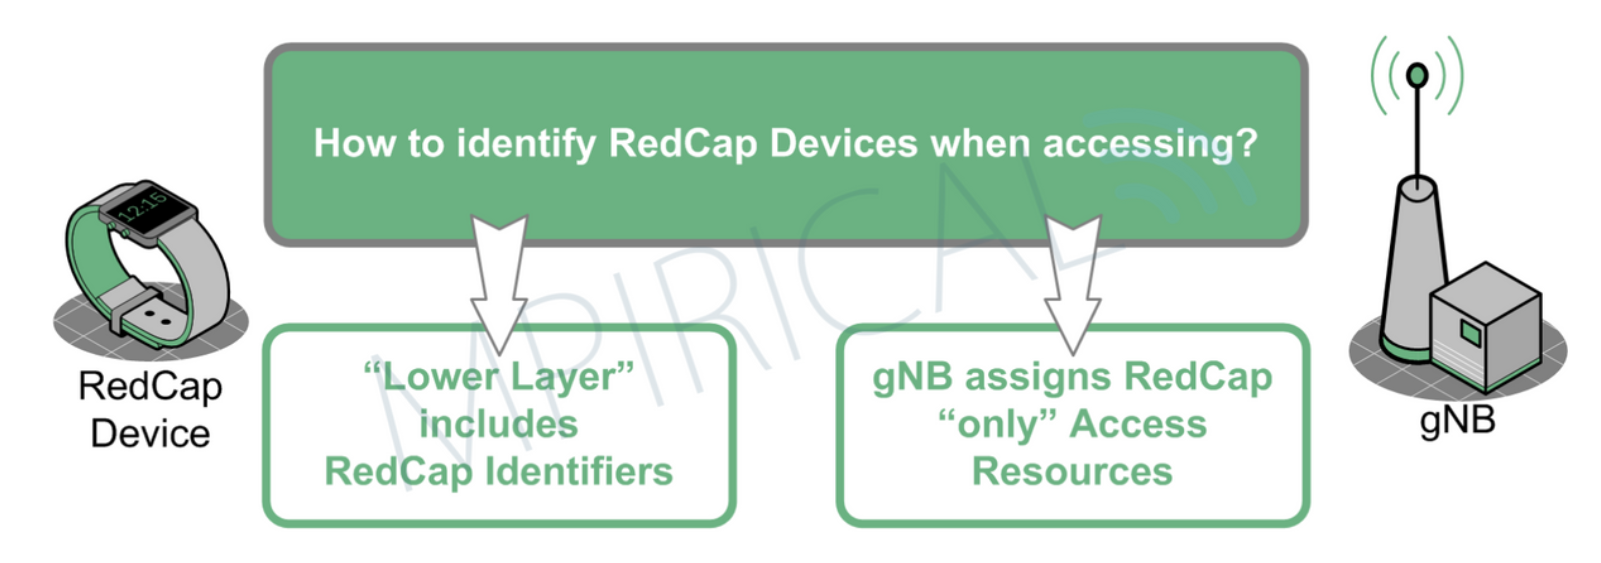 How to identify RedCap Devices when accessing?
12:15
RedCap
Device
“Lower Layer”
includes
RedCap Identifiers
gNB assigns RedCap
“only” Access
Resources
gNB
MPIRICAL